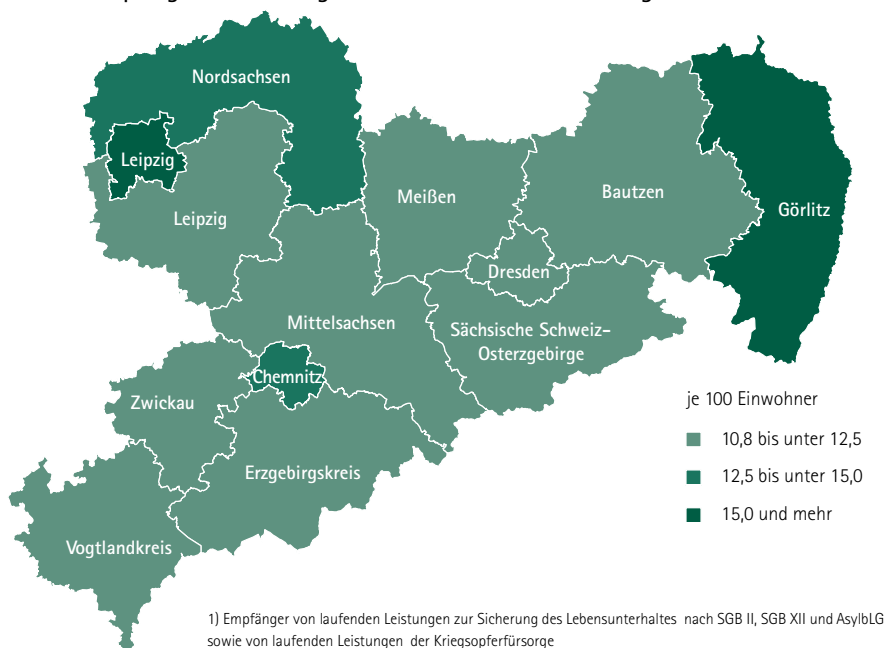 Nordsachsen
Leipzig
Leipzig
Meißen
Bautzen
Görlitz
Dresden
Mittelsachsen
Sächsische Schweiz-
Osterzgebirge
Chemnitz
Zwickau
Erzgebirgskreis
Vogtlandkreis
je 100 Einwohner
10,8 bis unter 12,5
12,5 bis unter 15,0
15,0 und mehr
1) Empfänger von laufenden Leistungen zur Sicherung des Lebensunterhaltes nach SGB II, SGB XII und AsylbLG
sowie von laufenden Leistungen der Kriegsopferfürsorge